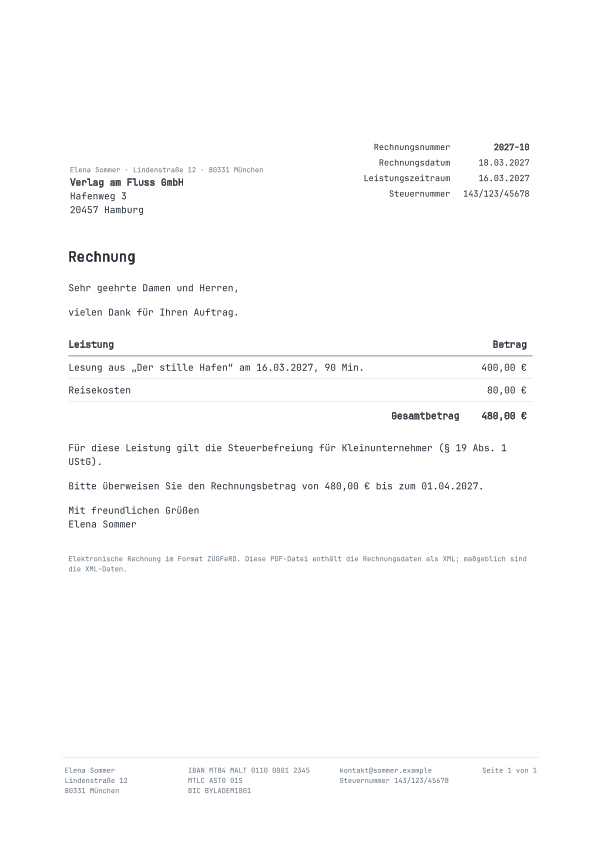 Rechnungsnummer 2027-10
Rechnungsdatum 18.03.2027
Leistungszeitraum 16.03.2027
Steuernummer 143/123/45678
Elena Sommer · Lindenstraße 12 · 80331 München
Verlag am Fluss GmbH
Hafenweg 3
20457 Hamburg
Rechnung
Sehr geehrte Damen und Herren,
vielen Dank für Ihren Auftrag.
Leistung Betrag
Lesung aus „Der stille Hafen“ am 16.03.2027, 90 Min. 400,00 €
Reisekosten 80,00 €
Gesamtbetrag 480,00 €
Für diese Leistung gilt die Steuerbefreiung für Kleinunternehmer (§ 19 Abs. 1
UStG).
Bitte überweisen Sie den Rechnungsbetrag von 480,00 € bis zum 01.04.2027.
Mit freundlichen Grüßen
Elena Sommer
Elektronische Rechnung im Format ZUGFeRD. Diese PDF-Datei enthält die Rechnungsdaten als XML; maßgeblich sind
die XML-Daten.
Elena Sommer IBAN MT84 MALT 0110 0001 2345 kontakt@sommer.example Seite 1 von 1
Lindenstraße 12 MTLC AST0 01S Steuernummer 143/123/45678
80331 München BIC BYLADEM1001